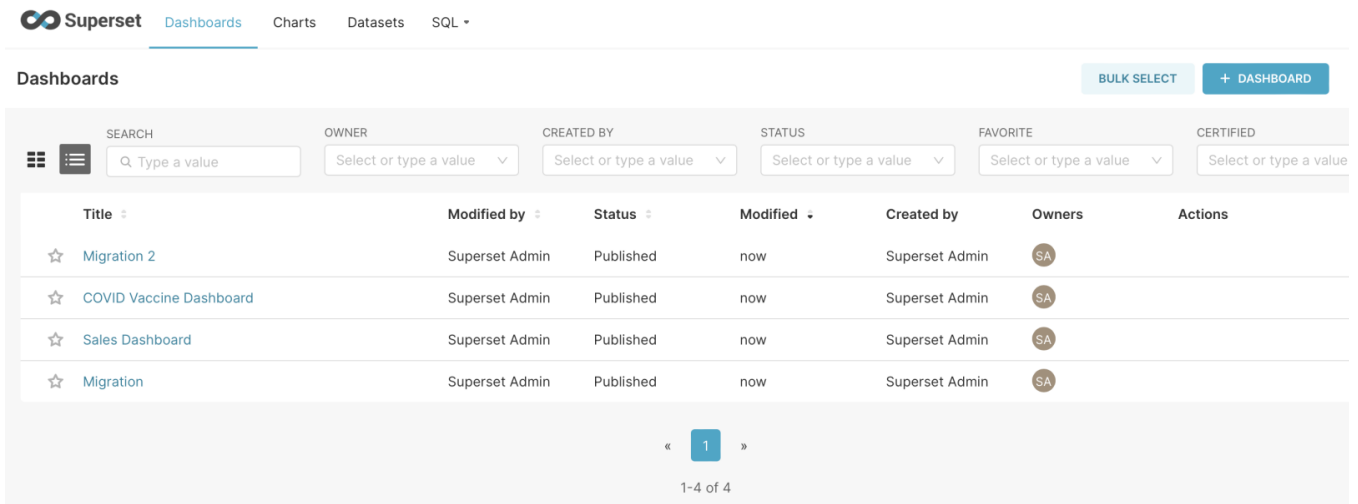 Superset Dashboards Charts Datasets SQL
Dashboards BULK SELECT + DASHBOARD
SEARCH OWNER CREATED BY STATUS FAVORITE CERTIFIED
Type a value Select or type a value Select or type a value Select or type a value Select or type a value Select or type a value
Title Modified by Status Modified Created by Owners Actions
Migration 2 Superset Admin Published now Superset Admin SA
COVID Vaccine Dashboard Superset Admin Published now Superset Admin SA
Sales Dashboard Superset Admin Published now Superset Admin SA
Migration Superset Admin Published now Superset Admin SA
« 1 »
1-4 of 4